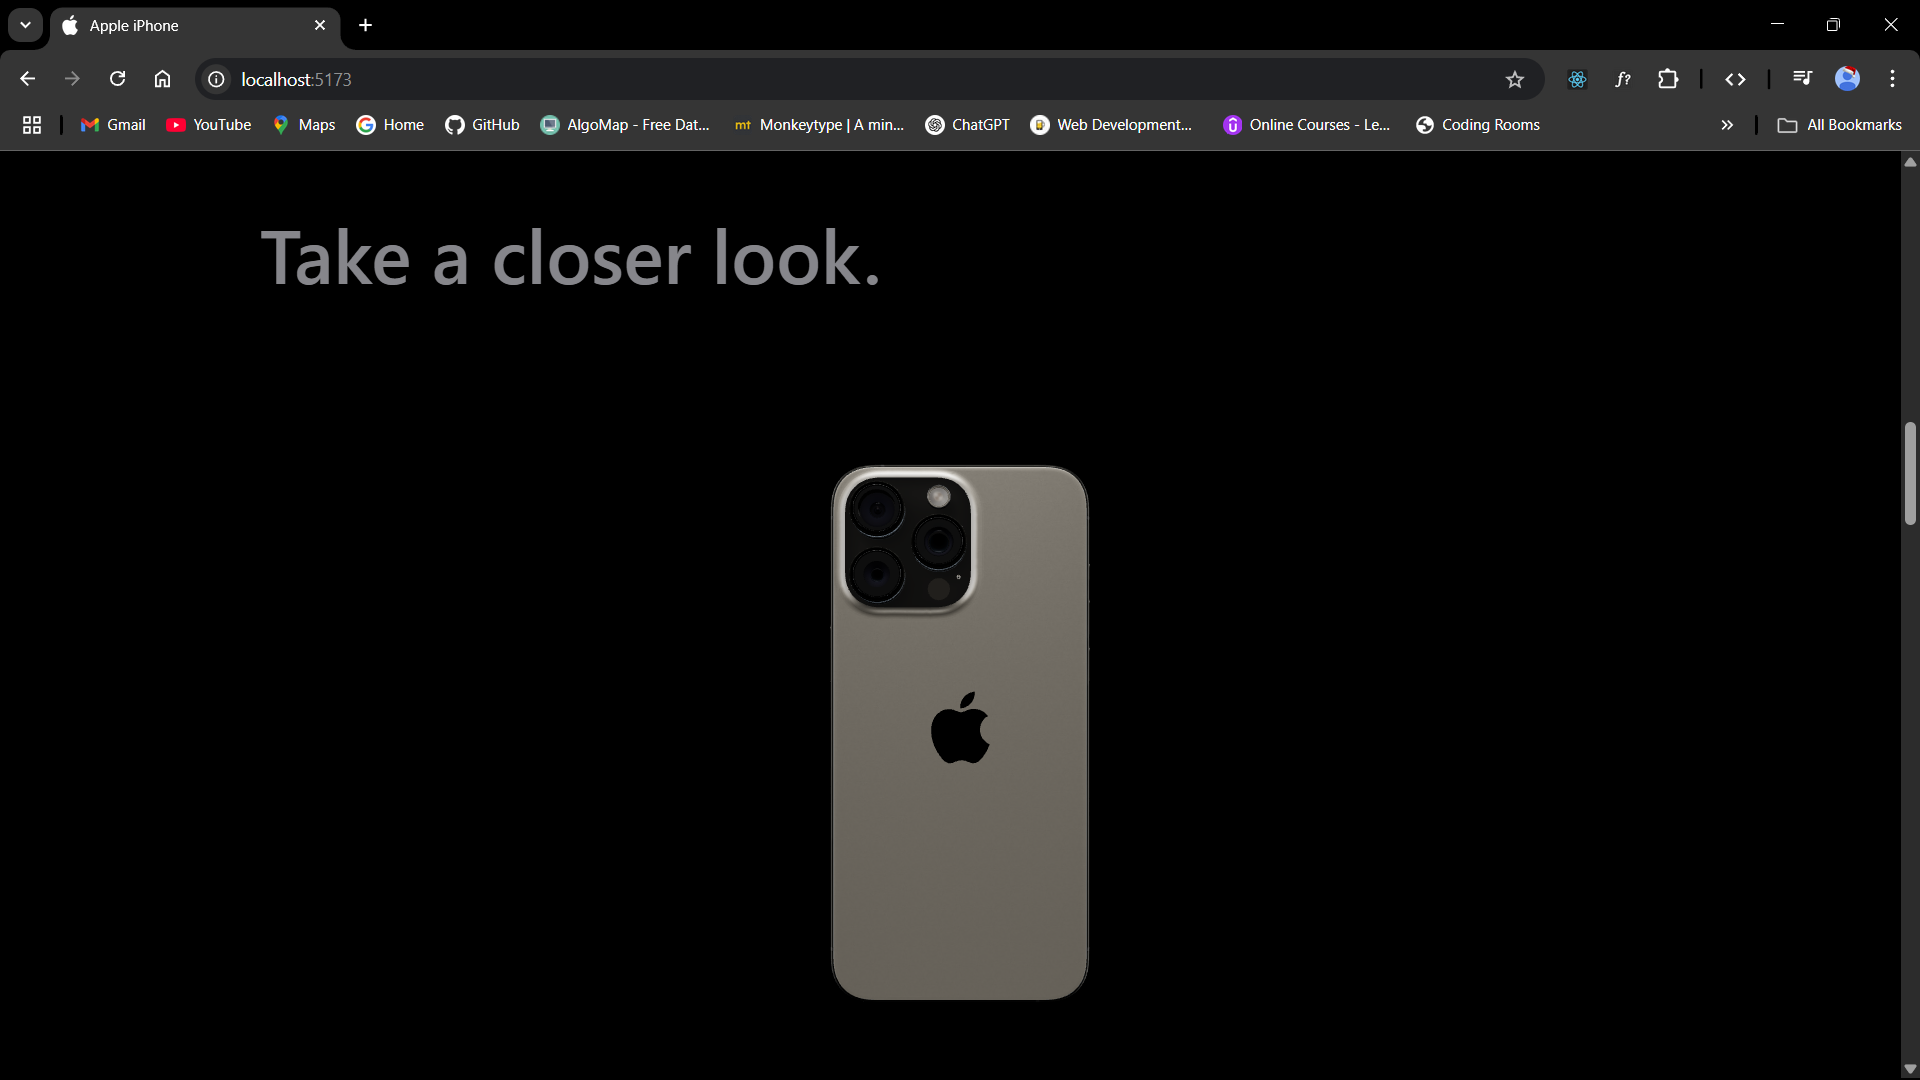 Apple iPhone
localhost:5173
f?
Gmail
YouTube
Maps
Home
GitHub
AlgoMap - Free Dat...
mt Monkeytype | A min...
ChatGPT
Web Development...
Online Courses - Le...
Coding Rooms
All Bookmarks
Take a closer look.